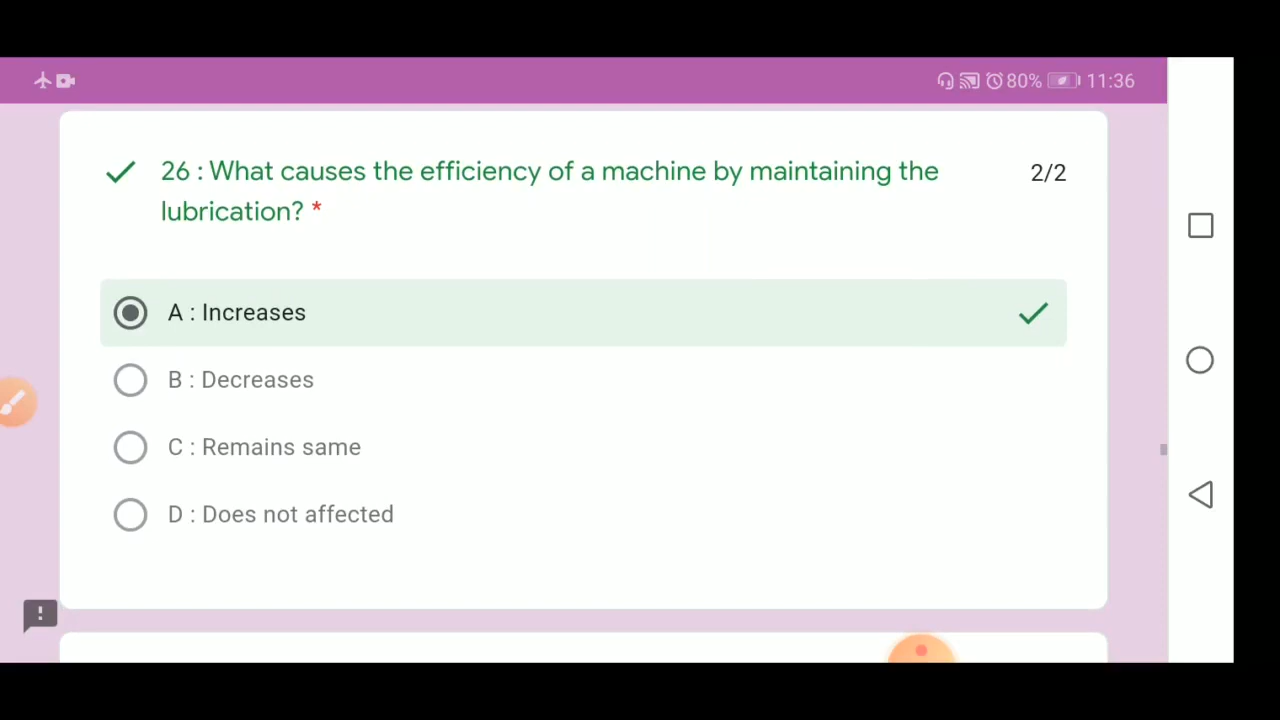 80% 11:36
26 : What causes the efficiency of a machine by maintaining the
lubrication? *
2/2
A : Increases
B : Decreases
C : Remains same
D : Does not affected